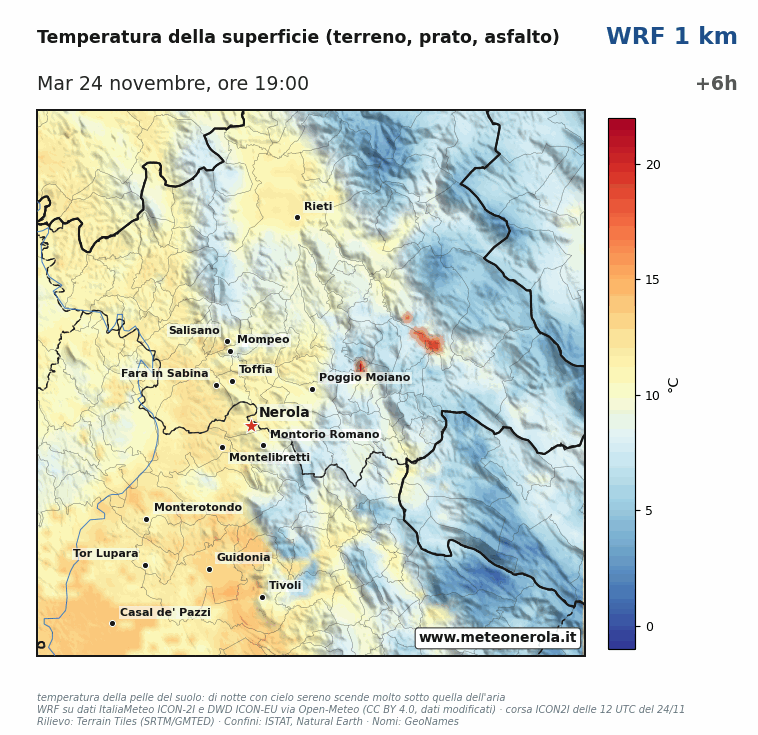 Temperatura della superficie (terreno, prato, asfalto)
WRF 1 km
Mar 24 novembre, ore 19:00
+6h
Rieti
Salisano
Mompeo
Toffia
Fara in Sabina
Poggio Moiano
Nerola
Montorio Romano
Montelibretti
Monterotondo
Tor Lupara
Guidonia
Tivoli
Casal de' Pazzi
www.meteonerola.it
20
15
10
5
0
°C
temperatura della pelle del suolo: di notte con cielo sereno scende molto sotto quella dell'aria
WRF su dati ItaliaMeteo ICON-2I e DWD ICON-EU via Open-Meteo (CC BY 4.0, dati modificati) · corsa ICON2I delle 12 UTC del 24/11
Rilievo: Terrain Tiles (SRTM/GMTED) · Confini: ISTAT, Natural Earth · Nomi: GeoNames